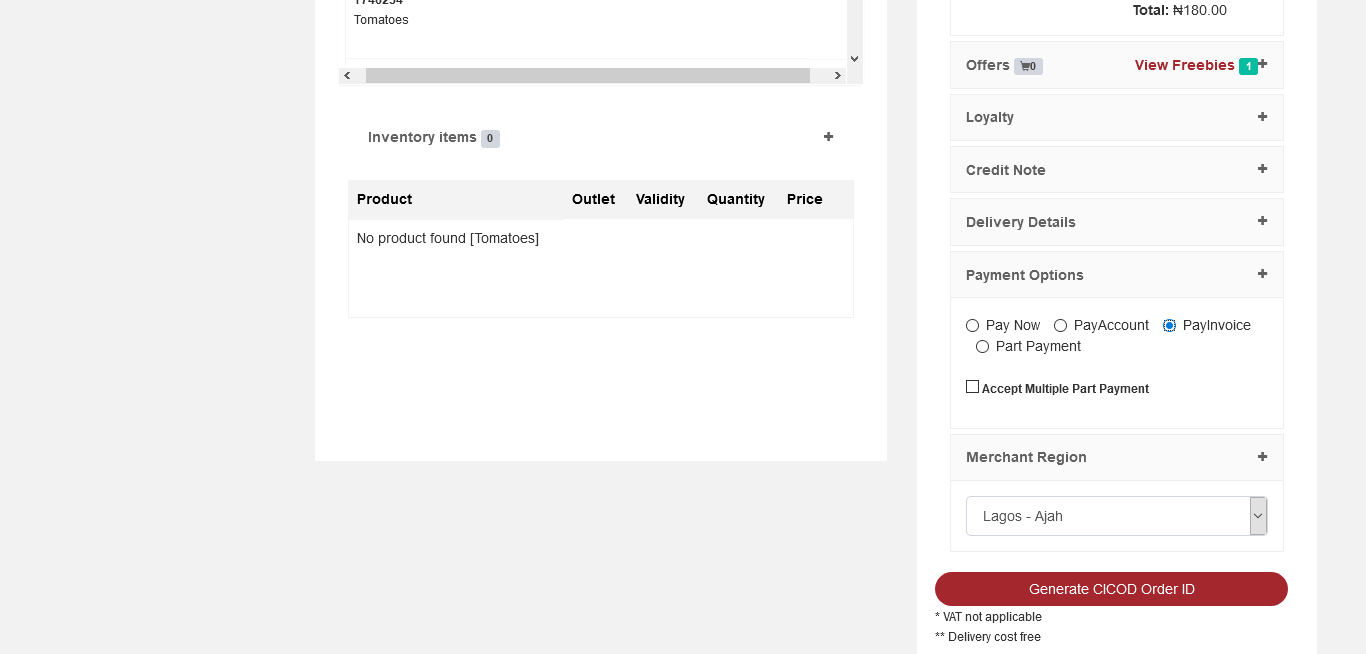 Tomatoes
Inventory items 0
Product Outlet Validity Quantity Price
No product found [Tomatoes]
Total: ₦180.00
Offers 0 View Freebies 1
Loyalty
Credit Note
Delivery Details
Payment Options
Pay Now PayAccount PayInvoice
Part Payment
Accept Multiple Part Payment
Merchant Region
Lagos - Ajah
Generate CICOD Order ID
* VAT not applicable
** Delivery cost free